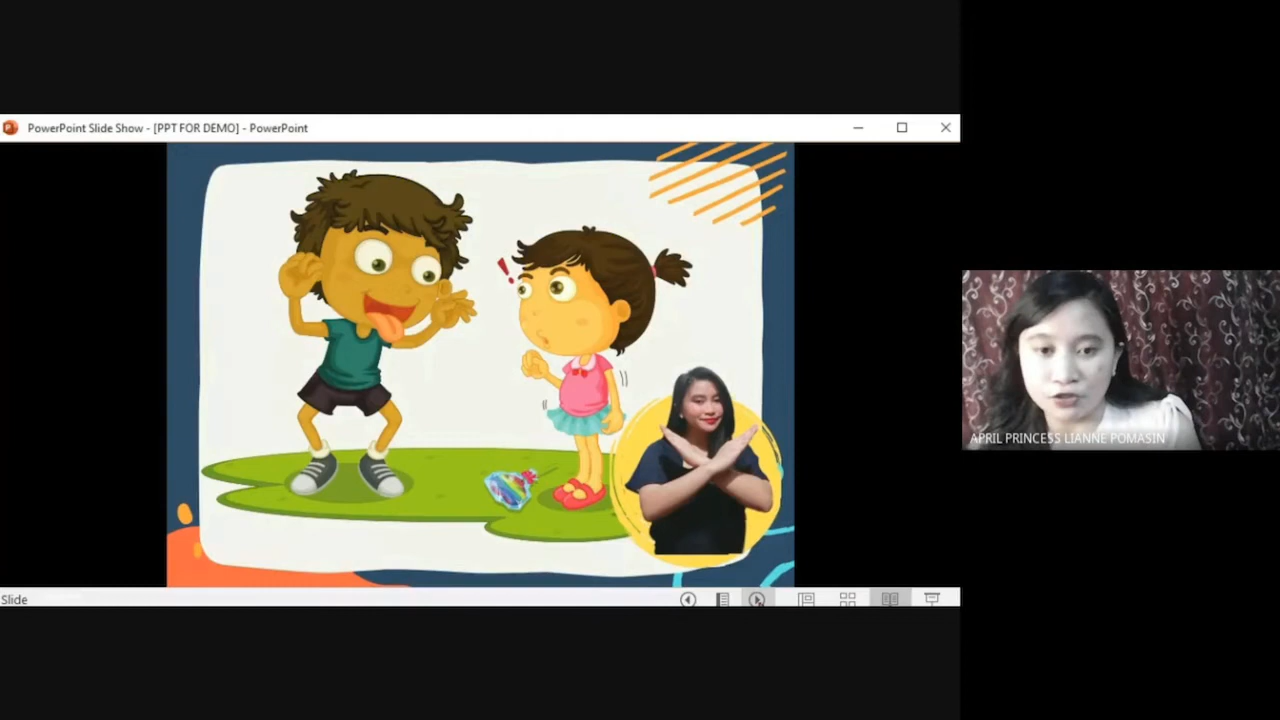 PowerPoint Slide Show - [PPT FOR DEMO] - PowerPoint
!
APRIL PRINCESS LIANNE POMASIN
Slide